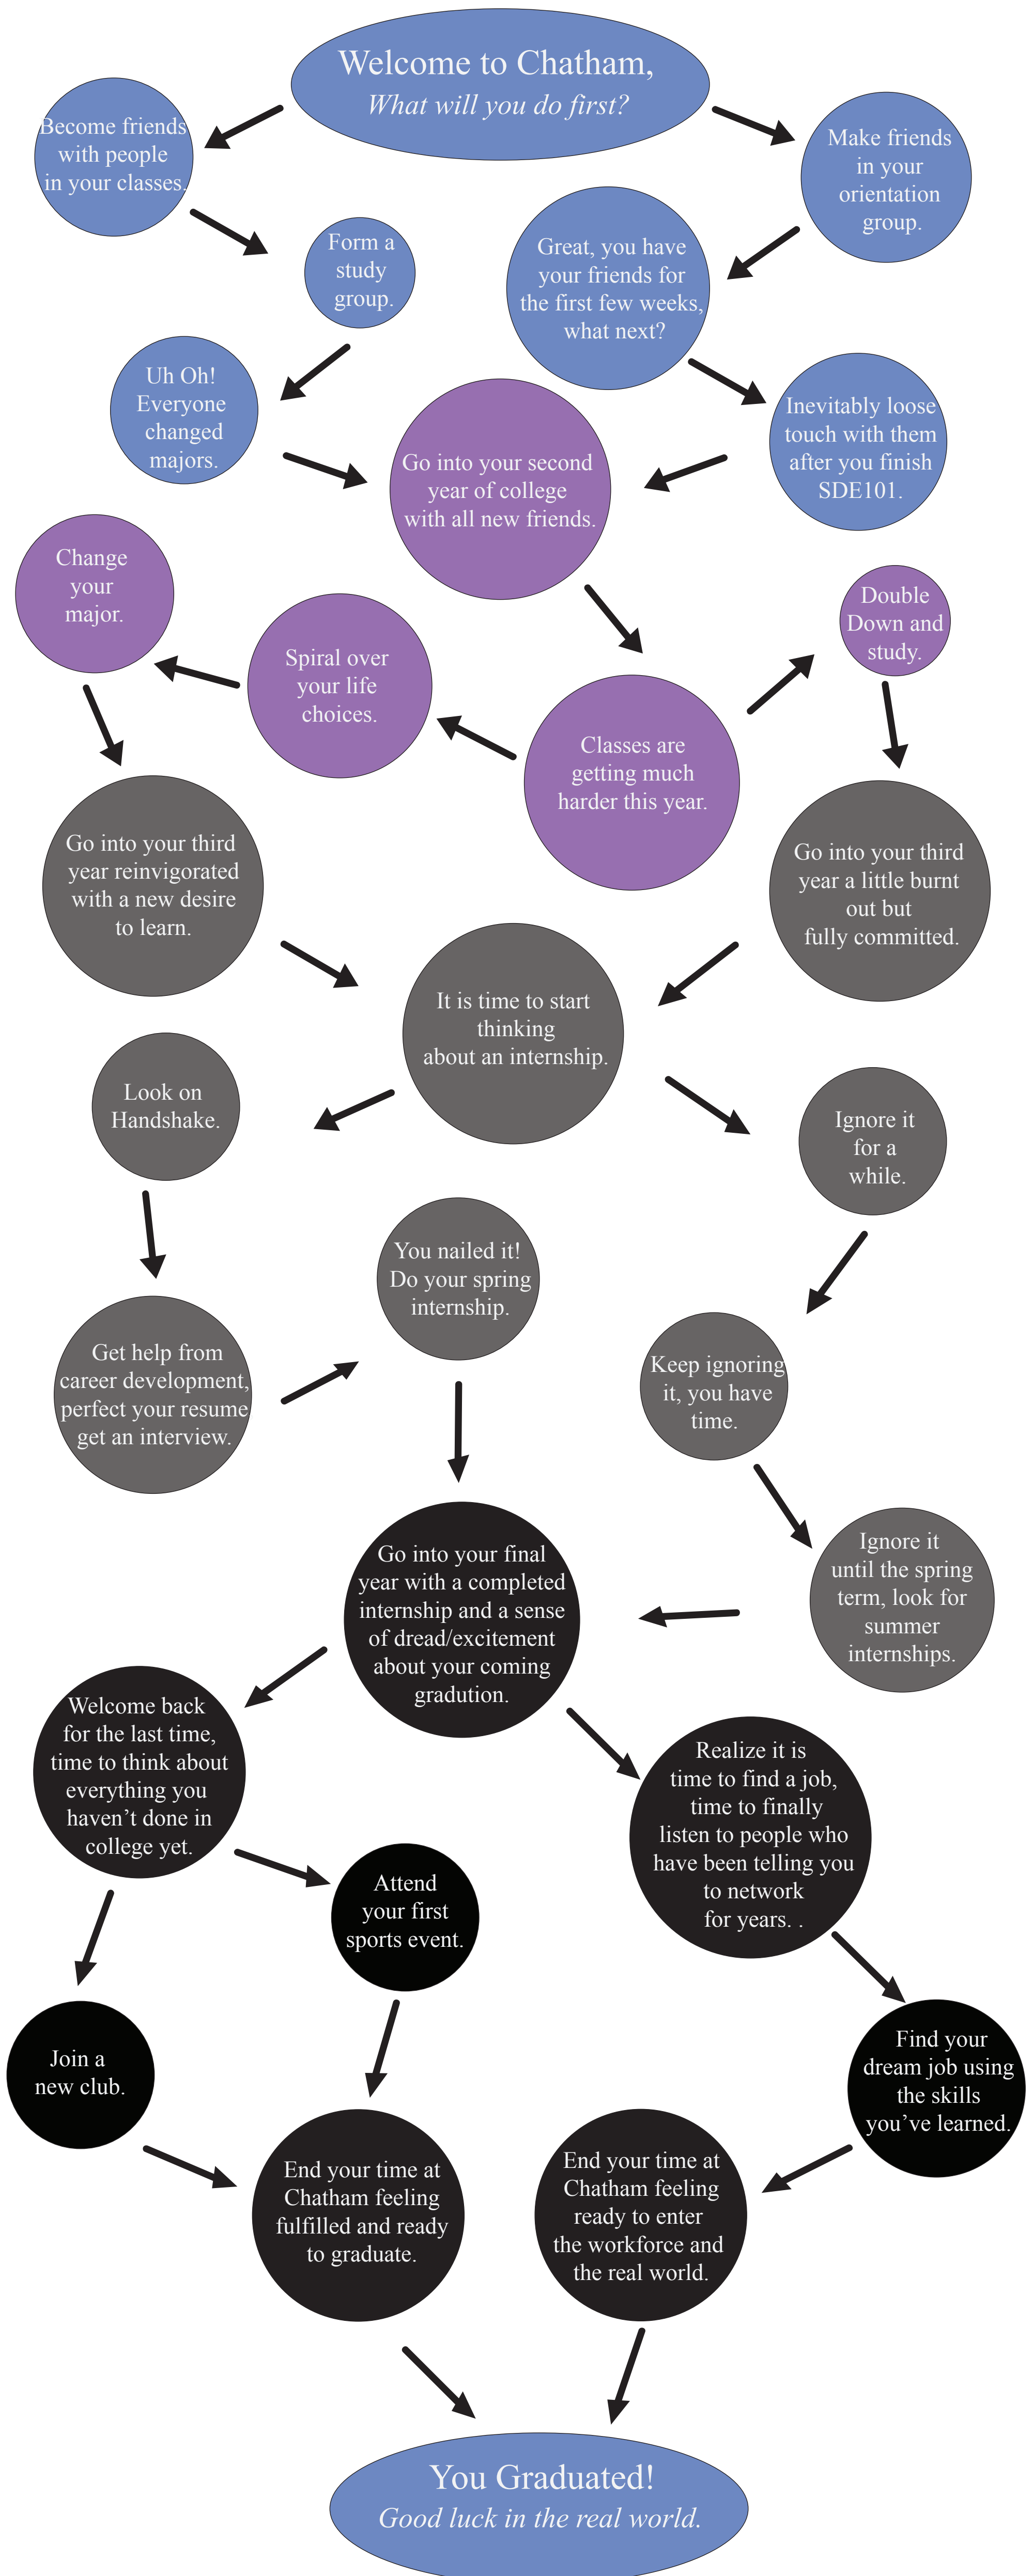 Welcome to Chatham,
What will you do first?
Become friends
with people
in your classes.
Make friends
in your
orientation
group.
Form a
study
group.
Great, you have
your friends for
the first few weeks,
what next?
Uh Oh!
Everyone
changed
majors.
Inevitably loose
touch with them
after you finish
SDE101.
Go into your second
year of college
with all new friends.
Change
your
major.
Spiral over
your life
choices.
Classes are
getting much
harder this year.
Double
Down and
study.
Go into your third
year reinvigorated
with a new desire
to learn.
Go into your third
year a little burnt
out but
fully committed.
It is time to start
thinking
about an internship.
Look on
Handshake.
Ignore it
for a
while.
You nailed it!
Do your spring
internship.
Get help from
career development,
perfect your resume
get an interview.
Keep ignoring
it, you have
time.
Ignore it
until the spring
term, look for
summer
internships.
Go into your final
year with a completed
internship and a sense
of dread/excitement
about your coming
gradution.
Welcome back
for the last time,
time to think about
everything you
haven't done in
college yet.
Realize it is
time to find a job,
time to finally
listen to people who
have been telling you
to network
for years. .
Attend
your first
sports event.
Join a
new club.
Find your
dream job using
the skills
you've learned.
End your time at
Chatham feeling
fulfilled and ready
to graduate.
End your time at
Chatham feeling
ready to enter
the workforce and
the real world.
You Graduated!
Good luck in the real world.